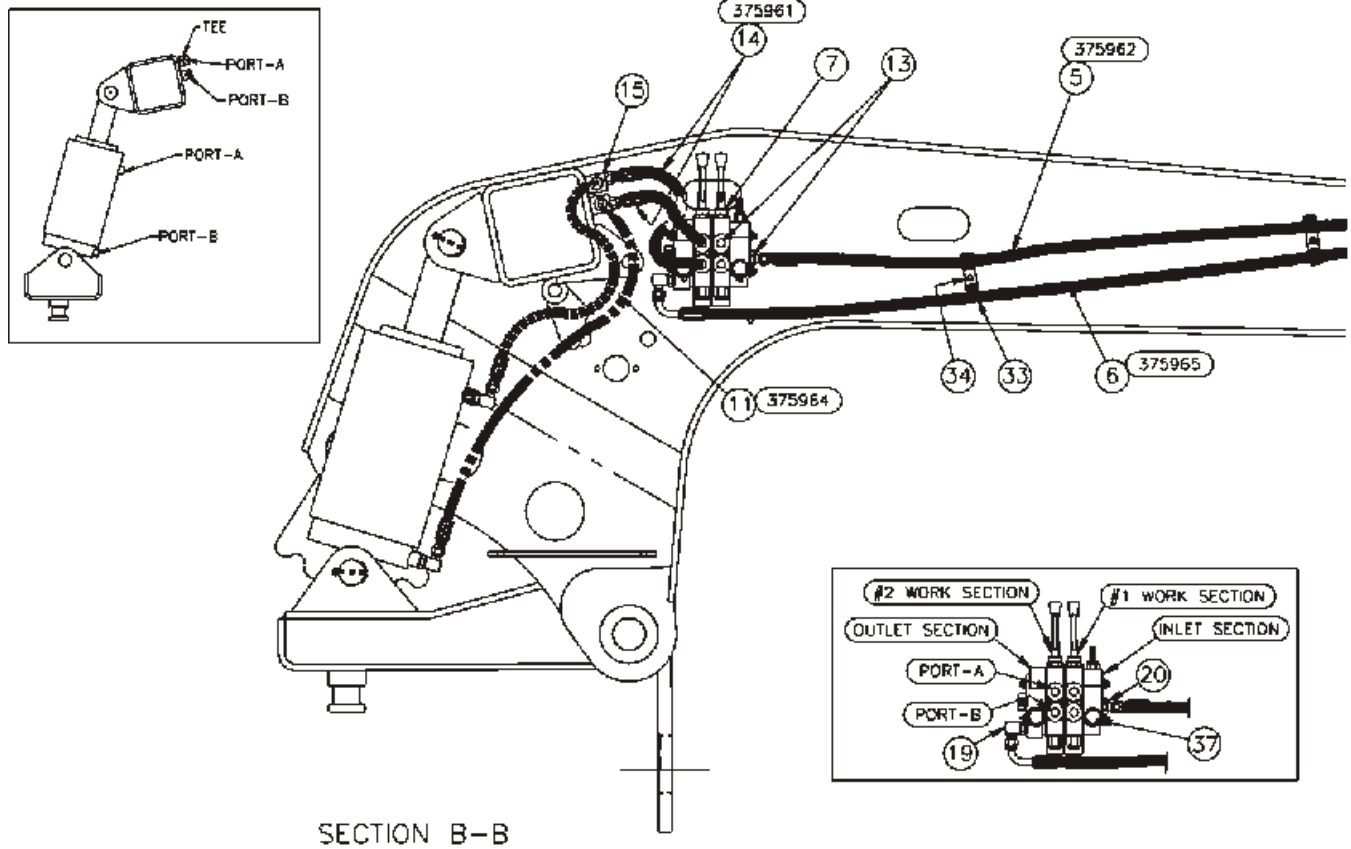 TEE
PORT-A
PORT-B
PORT-A
PORT-B
375961
14
7
13
375962
5
15
34
33
6
375965
11
375964
#2 WORK SECTION
#1 WORK SECTION
OUTLET SECTION
INLET SECTION
PORT-A
20
PORT-B
19
37
SECTION B-B